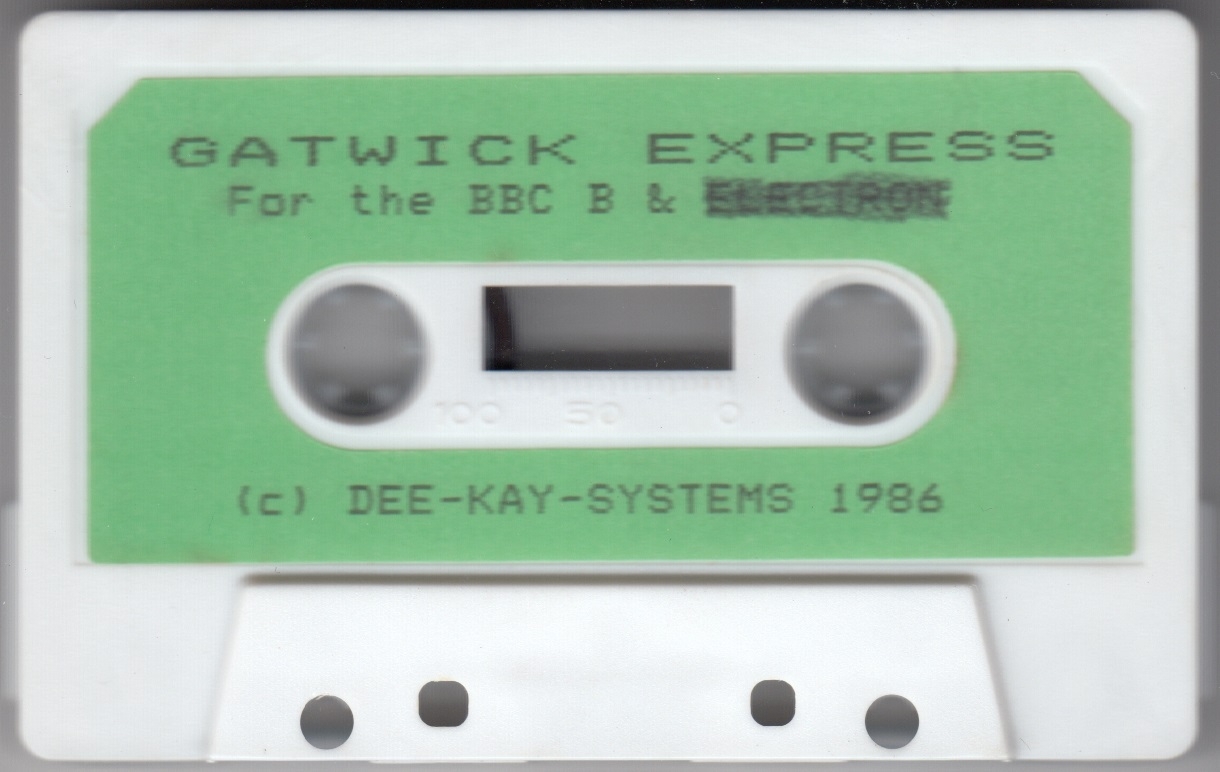 GATWICK EXPRESS
For the BBC B & ELECTRON
100 50 0
(c) DEE-KAY-SYSTEMS 1986